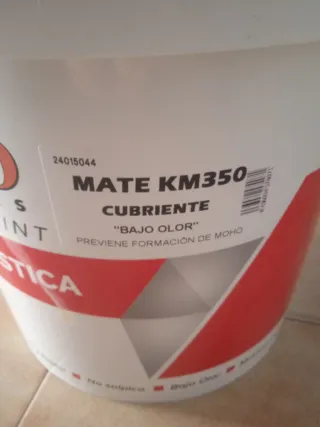 24015044
MATE KM350
CUBRIENTE
"BAJO OLOR"
PREVIENE FORMACIÓN DE MOHO
O
S
INT
STICA
No salpica • Bajo Olor